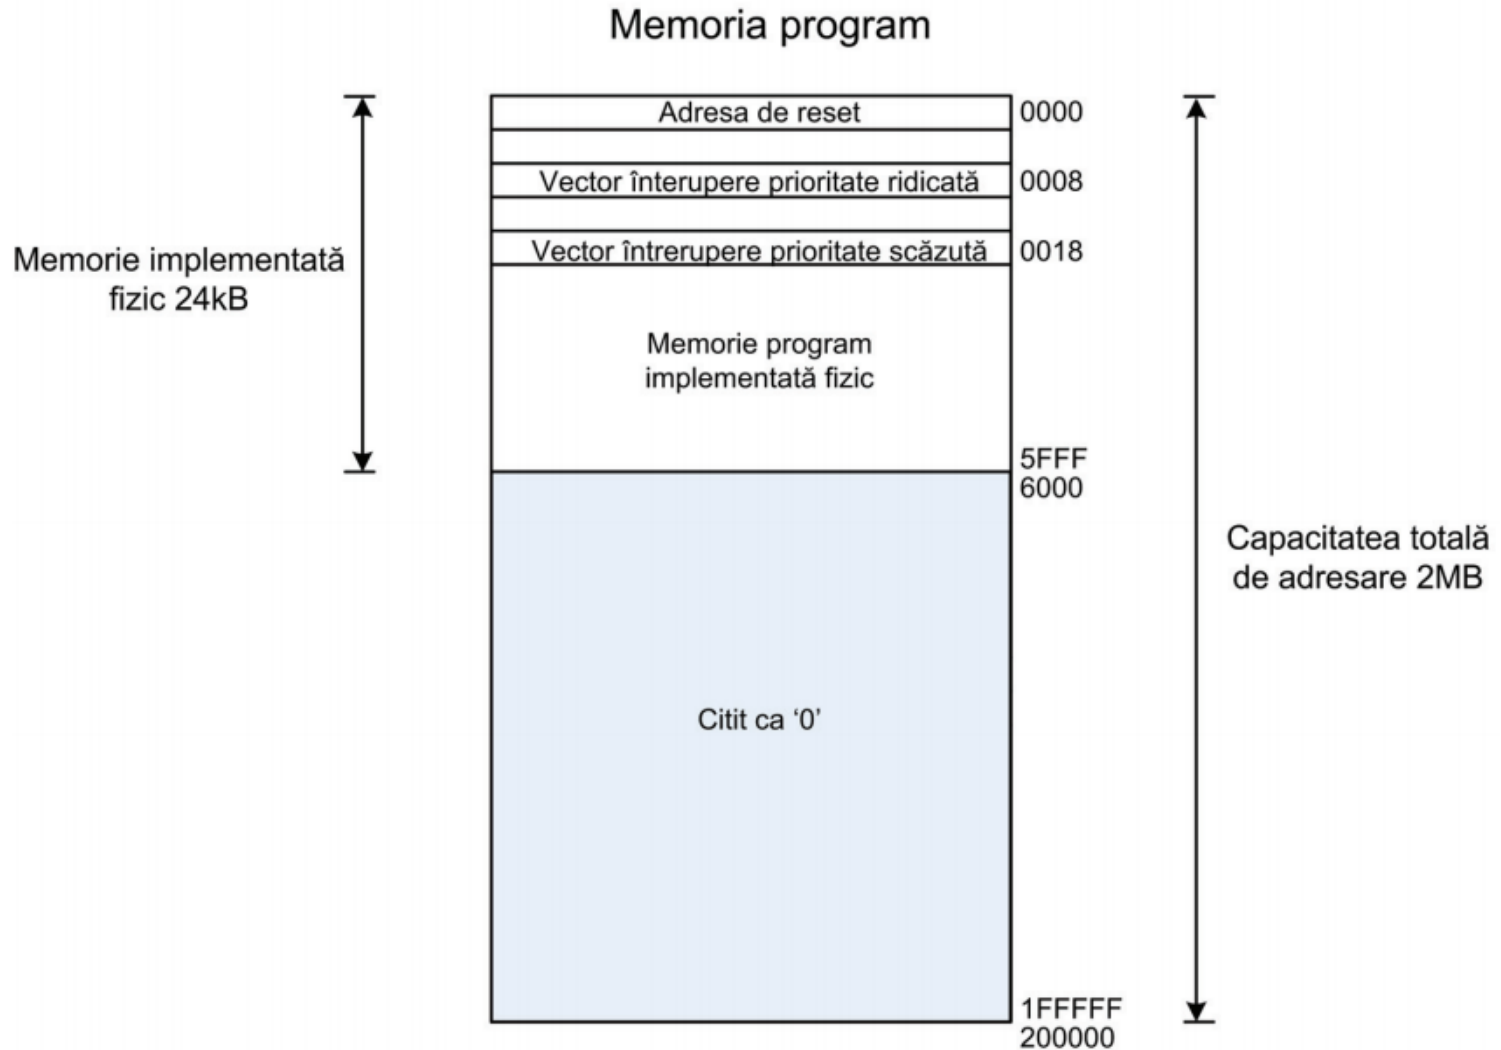 Memoria program
Adresa de reset
0000
Vector înterupere prioritate ridicată
0008
Vector întrerupere prioritate scăzută
0018
Memorie implementată
fizic 24kB
Memorie program
implementată fizic
5FFF
6000
Capacitatea totală
de adresare 2MB
Citit ca ‘0’
1FFFFF
200000